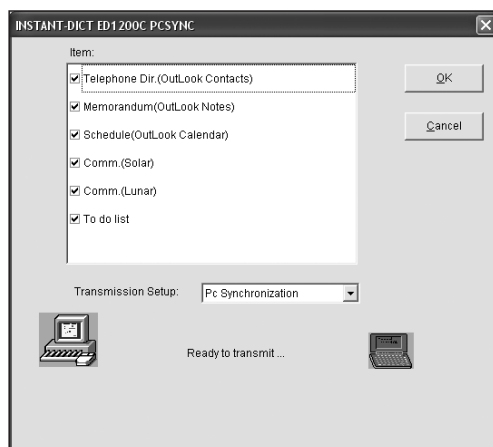 INSTANT-DICT ED1200C PCSYNC
Item:
Telephone Dir.(OutLook Contacts)
Memorandum(OutLook Notes)
Schedule(OutLook Calendar)
Comm.(Solar)
Comm.(Lunar)
To do list
OK
Cancel
Transmission Setup: Pc Synchronization
Ready to transmit ...